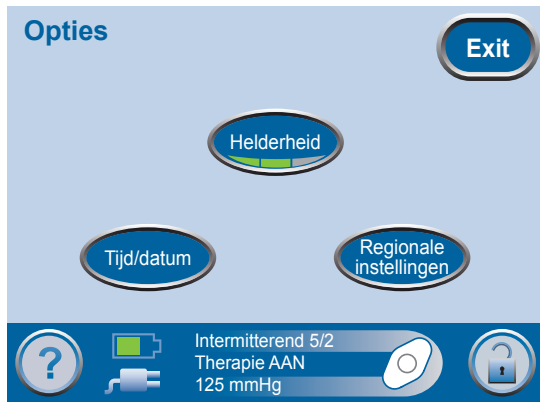 Opties
Exit
Helderheid
Tijd/datum
Regionale
instellingen
?
Intermitterend 5/2
Therapie AAN
125 mmHg